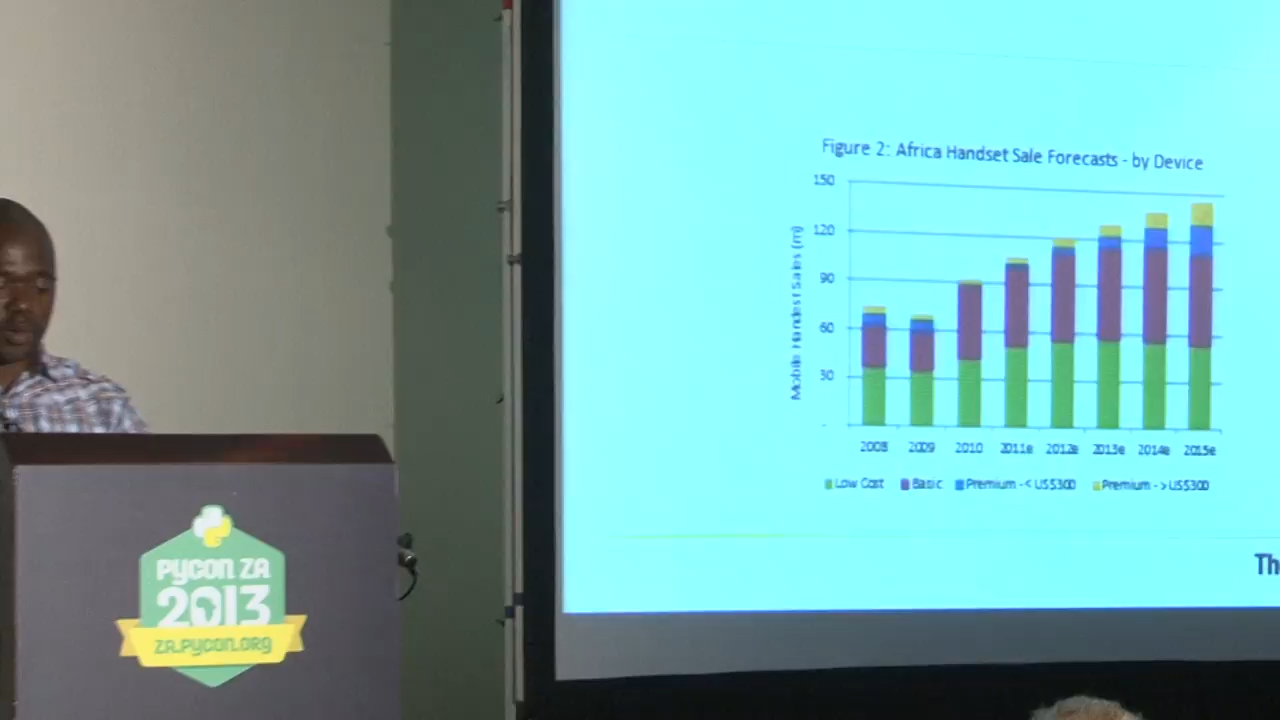 Figure 2: Africa Handset Sale Forecasts - by Device
Mobile Handest Sales (m)
150
120
90
60
30
-
2008 2009 2010 2011e 2012e 2013e 2014e 2015e
Low Cost Basic Premium - < US$300 Premium - > US$300
Th
PYCON ZA
2013
ZA.PYCON.ORG